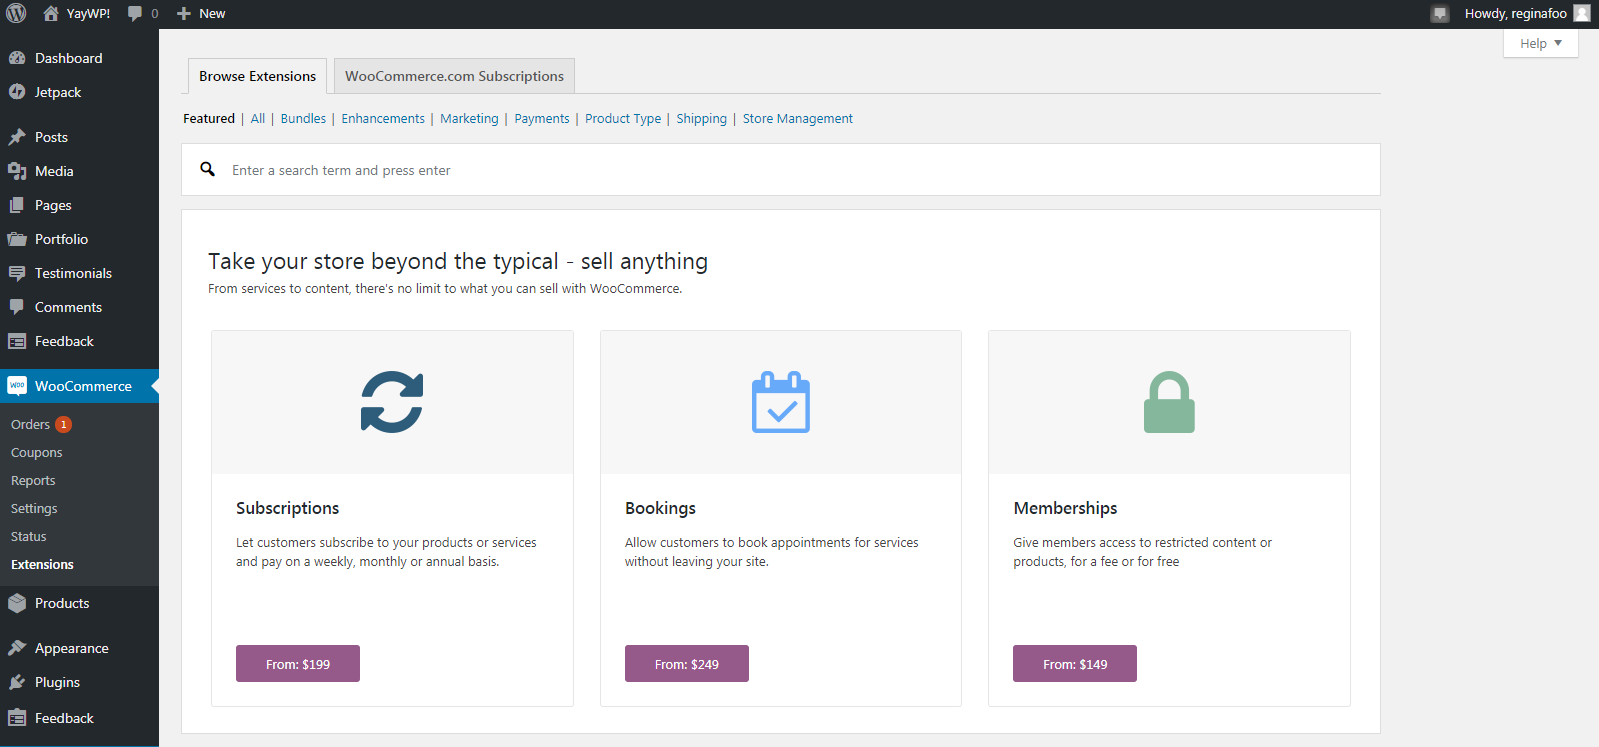 YayWP! 0 New Howdy, reginafoo
Help
Dashboard
Jetpack
Posts
Media
Pages
Portfolio
Testimonials
Comments
Feedback
Woo WooCommerce
Orders 1
Coupons
Reports
Settings
Status
Extensions
Products
Appearance
Plugins
Feedback
Browse Extensions WooCommerce.com Subscriptions
Featured | All | Bundles | Enhancements | Marketing | Payments | Product Type | Shipping | Store Management
Enter a search term and press enter
Take your store beyond the typical - sell anything
From services to content, there's no limit to what you can sell with WooCommerce.
Subscriptions
Let customers subscribe to your products or services
and pay on a weekly, monthly or annual basis.
From: $199
Bookings
Allow customers to book appointments for services
without leaving your site.
From: $249
Memberships
Give members access to restricted content or
products, for a fee or for free
From: $149